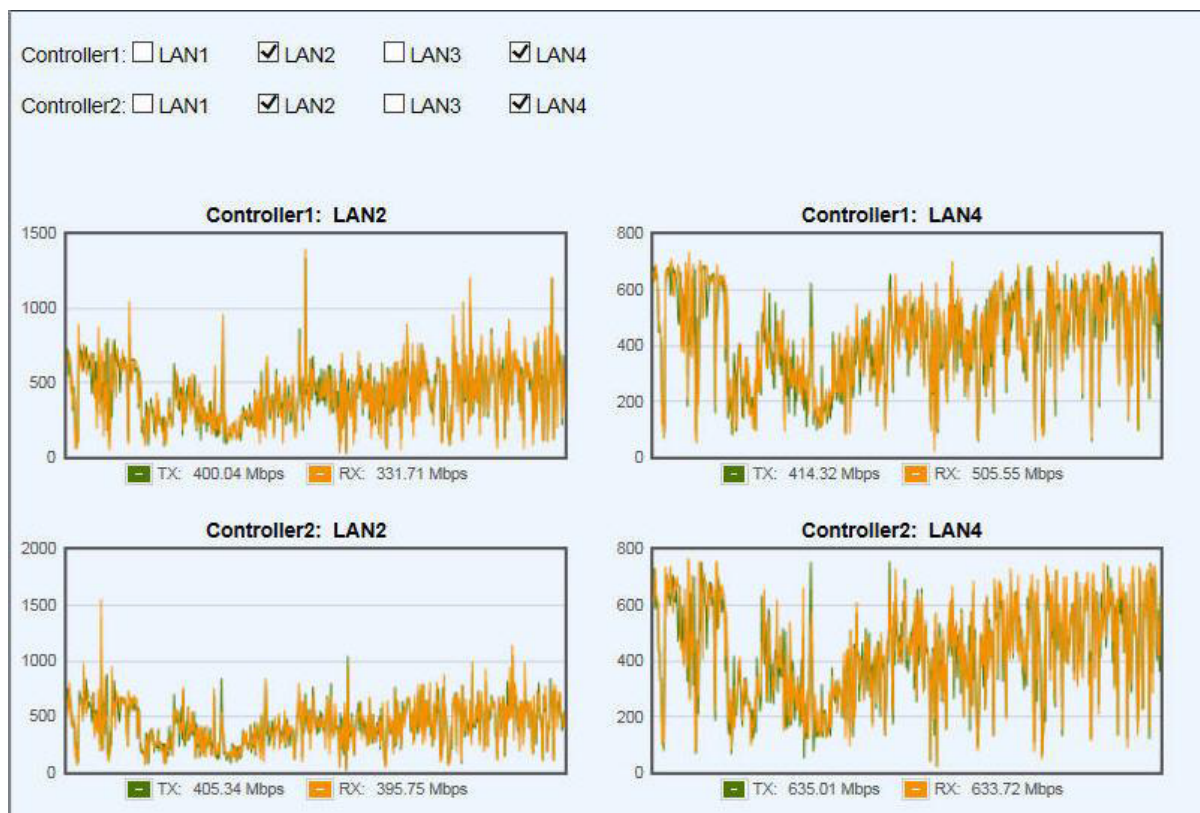 Controller1: LAN1 LAN2 LAN3 LAN4
Controller2: LAN1 LAN2 LAN3 LAN4
Controller1: LAN2
1500
1000
500
0
TX: 400.04 Mbps RX: 331.71 Mbps
Controller1: LAN4
800
600
400
200
0
TX: 414.32 Mbps RX: 505.55 Mbps
Controller2: LAN2
2000
1500
1000
500
0
TX: 405.34 Mbps RX: 395.75 Mbps
Controller2: LAN4
800
600
400
200
0
TX: 635.01 Mbps RX: 633.72 Mbps